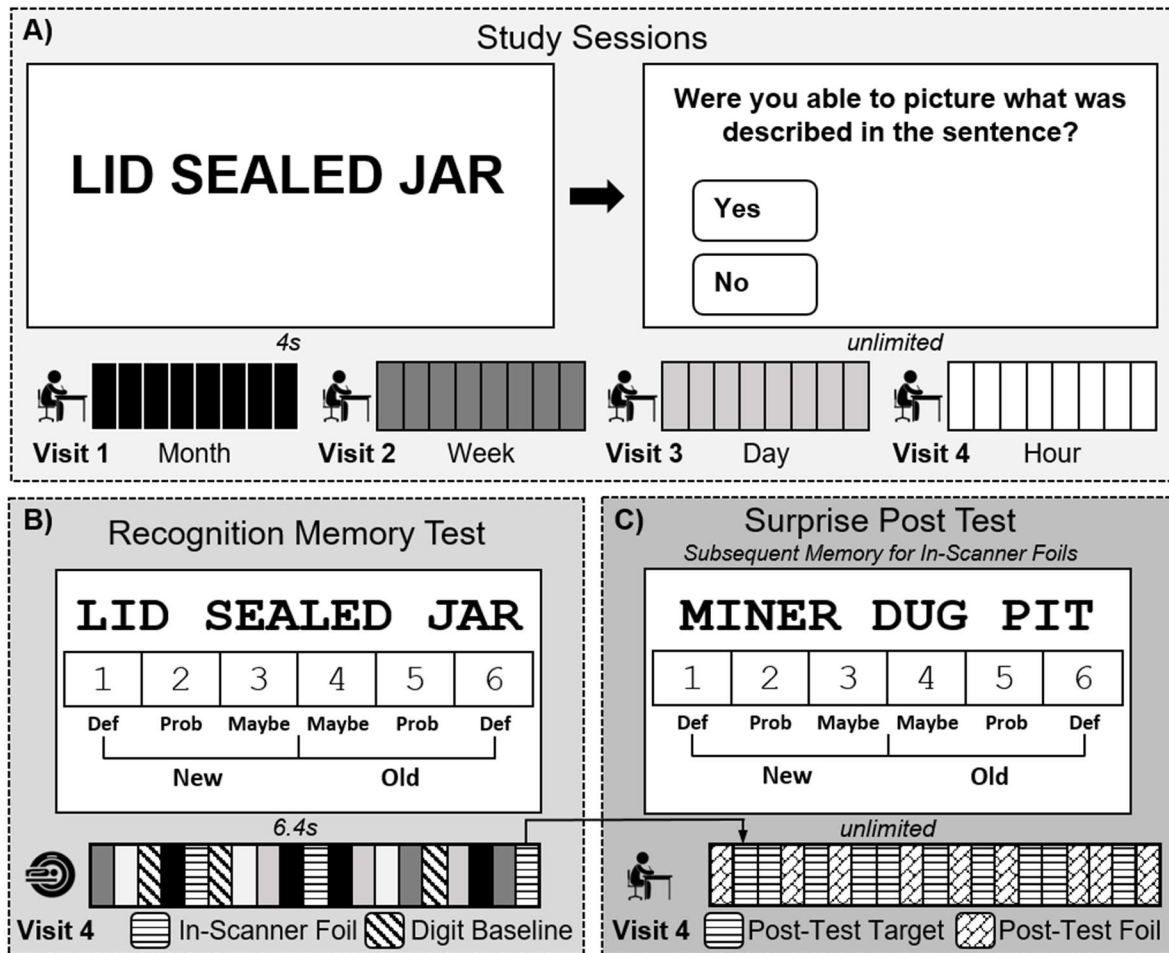 A)
Study Sessions
LID SEALED JAR
Were you able to picture what was
described in the sentence?
Yes
No
4s
unlimited
Visit 1 Month Visit 2 Week Visit 3 Day Visit 4 Hour
B)
Recognition Memory Test
LID SEALED JAR
1 2 3 4 5 6
Def Prob Maybe Maybe Prob Def
New Old
6.4s
Visit 4 In-Scanner Foil Digit Baseline
C)
Surprise Post Test
Subsequent Memory for In-Scanner Foils
MINER DUG PIT
1 2 3 4 5 6
Def Prob Maybe Maybe Prob Def
New Old
unlimited
Visit 4 Post-Test Target Post-Test Foil